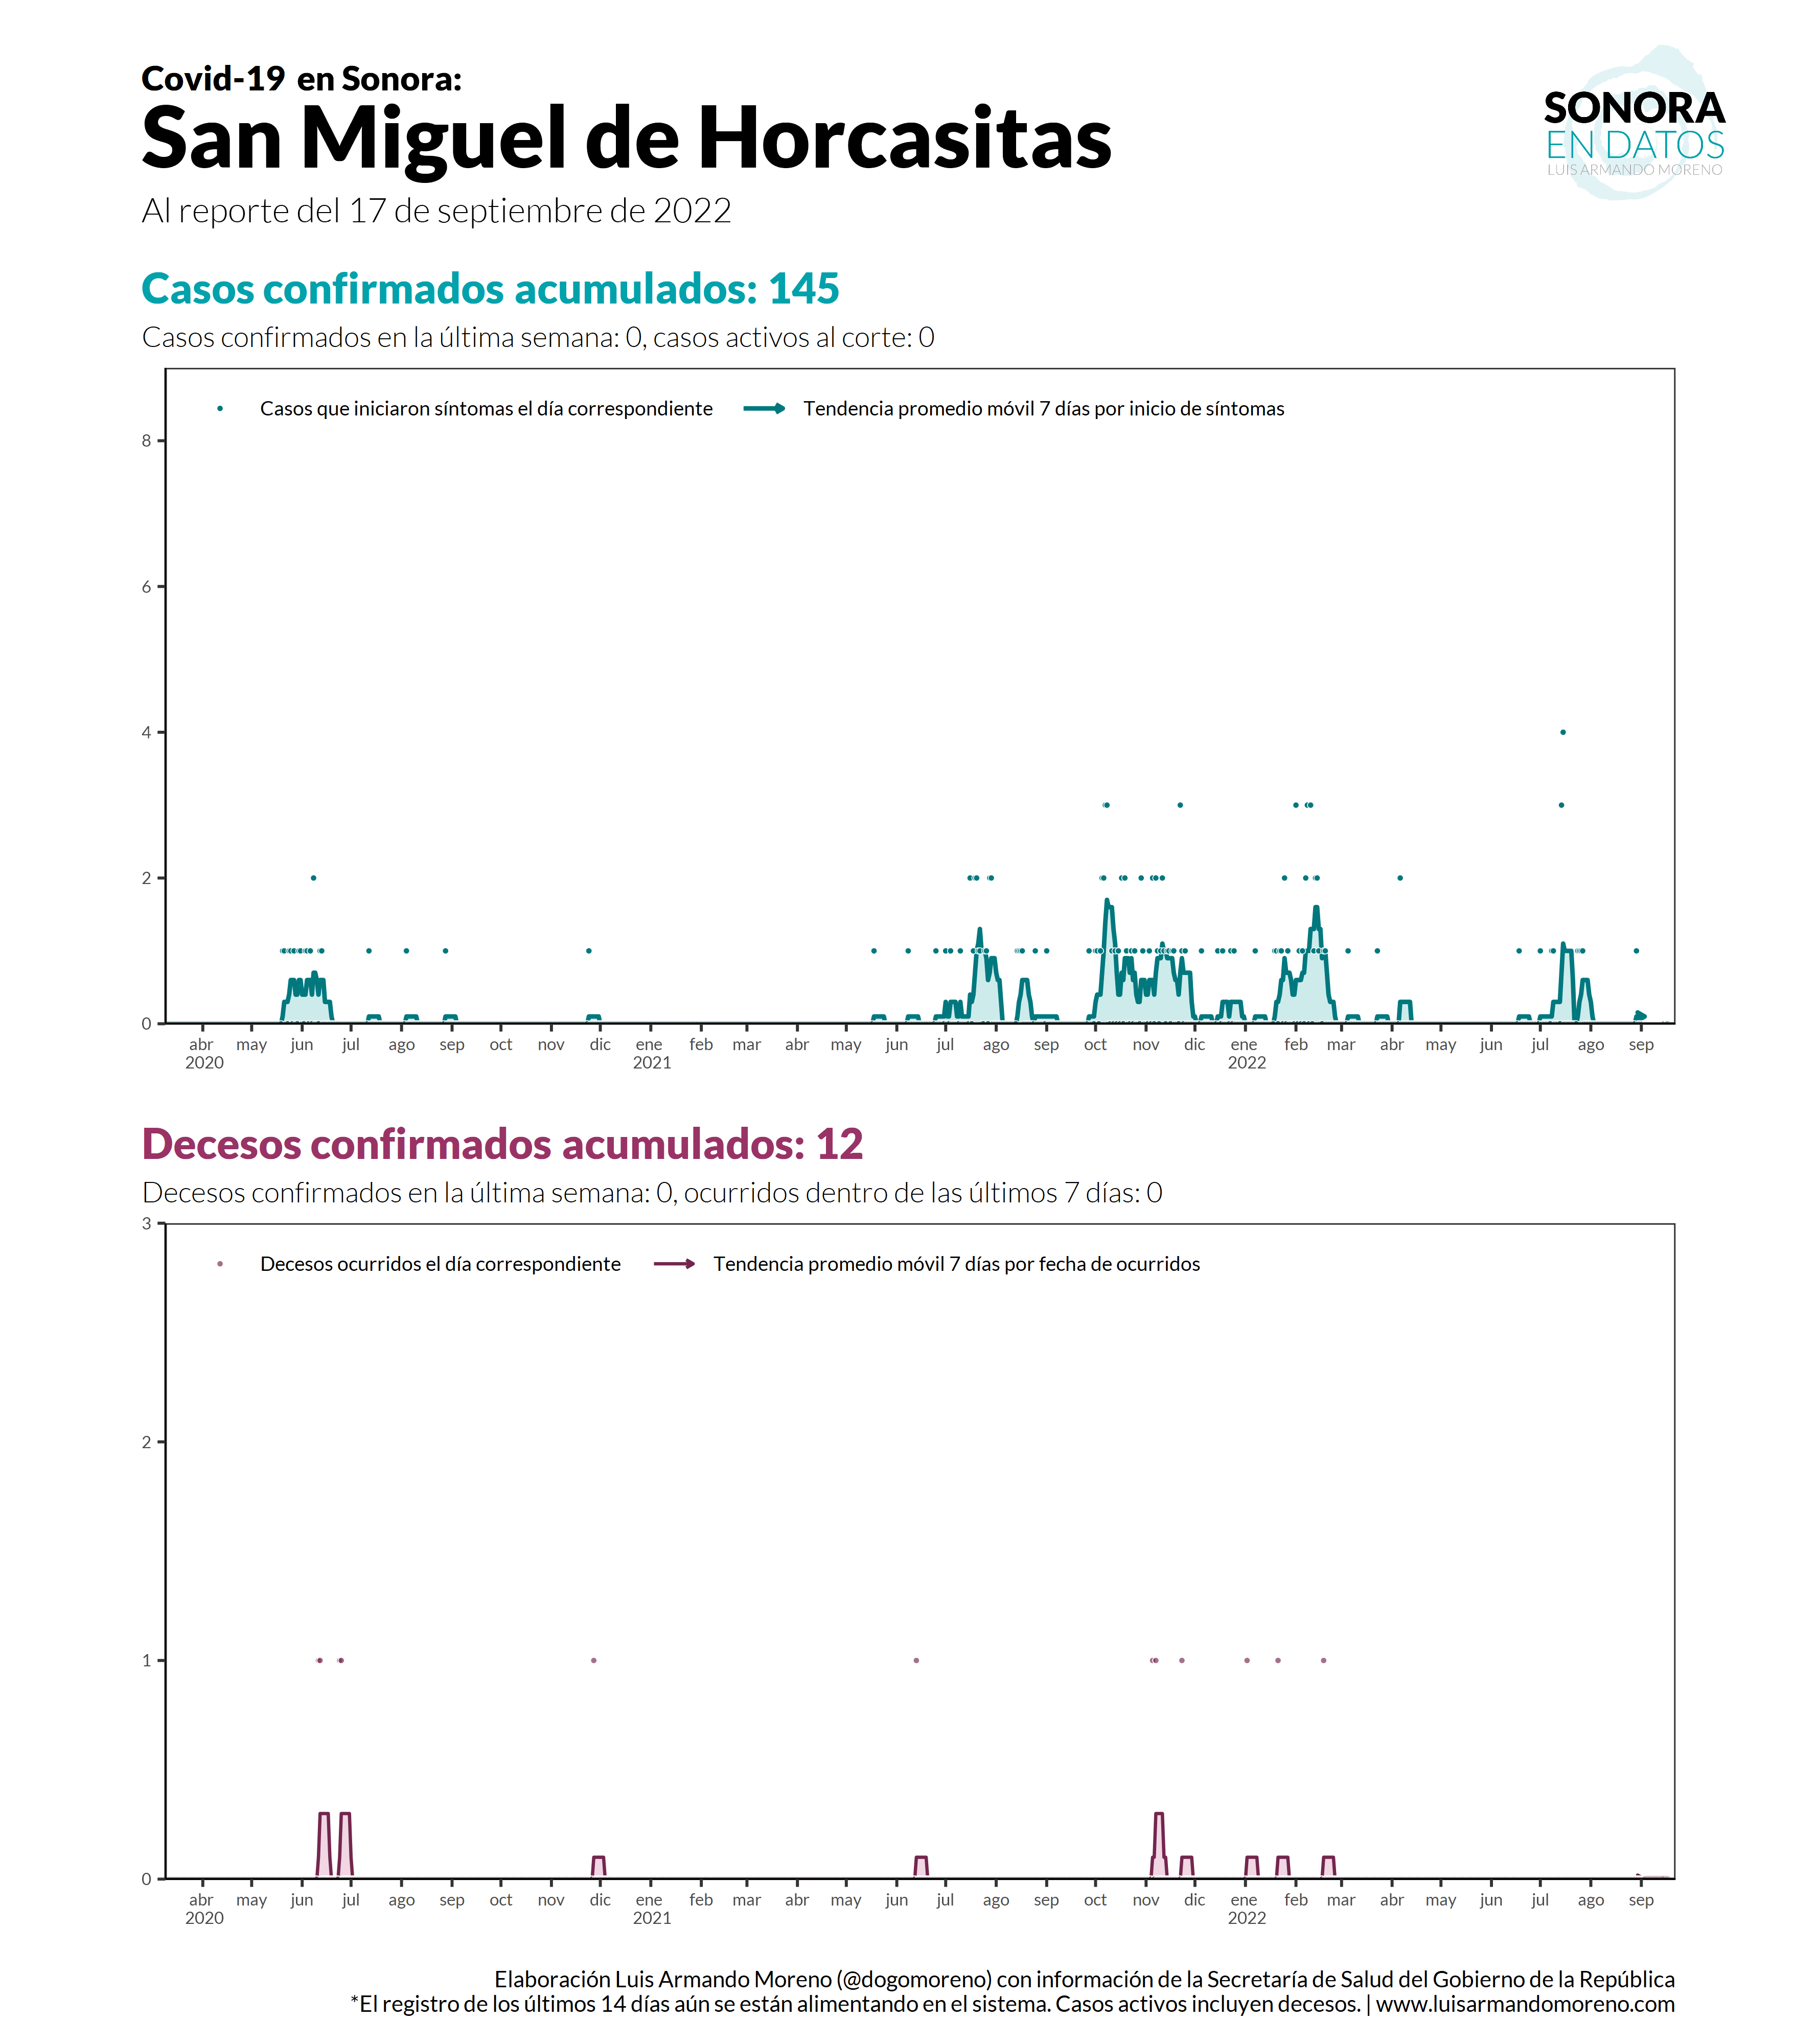 Covid-19 en Sonora:
San Miguel de Horcasitas
Al reporte del 17 de septiembre de 2022
SONORA
EN DATOS
LUIS ARMANDO MORENO
Casos confirmados acumulados: 145
Casos confirmados en la última semana: 0, casos activos al corte: 0
Casos que iniciaron síntomas el día correspondiente Tendencia promedio móvil 7 días por inicio de síntomas
8
6
4
2
0
abr may jun jul ago sep oct nov dic ene feb mar abr may jun jul ago sep oct nov dic ene feb mar abr may jun jul ago sep
2020 2021 2022
Decesos confirmados acumulados: 12
Decesos confirmados en la última semana: 0, ocurridos dentro de las últimos 7 días: 0
3
Decesos ocurridos el día correspondiente Tendencia promedio móvil 7 días por fecha de ocurridos
2
1
0
abr may jun jul ago sep oct nov dic ene feb mar abr may jun jul ago sep oct nov dic ene feb mar abr may jun jul ago sep
2020 2021 2022
Elaboración Luis Armando Moreno (@dogomoreno) con información de la Secretaría de Salud del Gobierno de la República
*El registro de los últimos 14 días aún se están alimentando en el sistema. Casos activos incluyen decesos. | www.luisarmandomoreno.com